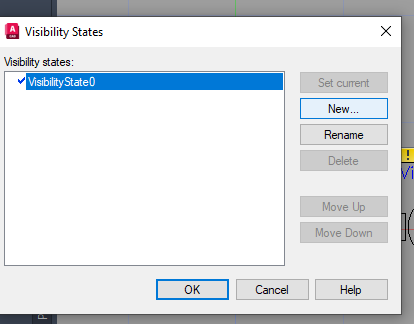 Visibility States
Visibility states:
VisibilityState0
Set current
New...
Rename
Delete
Move Up
Move Down
OK
Cancel
Help